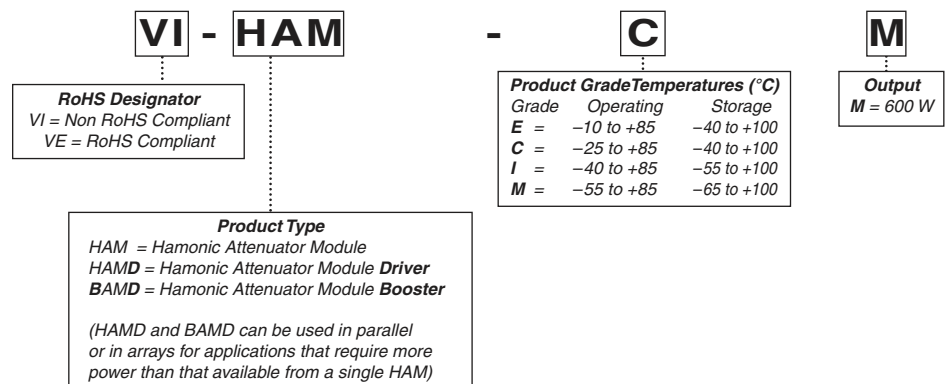 VI - HAM - C M
RoHS Designator
VI = Non RoHS Compliant
VE = RoHS Compliant
Product Type
HAM = Hamonic Attenuator Module
HAMD = Hamonic Attenuator Module Driver
BAMD = Hamonic Attenuator Module Booster
(HAMD and BAMD can be used in parallel
or in arrays for applications that require more
power than that available from a single HAM)
Product GradeTemperatures (°C)
Grade Operating Storage
E = –10 to +85 –40 to +100
C = –25 to +85 –40 to +100
I = –40 to +85 –55 to +100
M = –55 to +85 –65 to +100
Output
M = 600 W